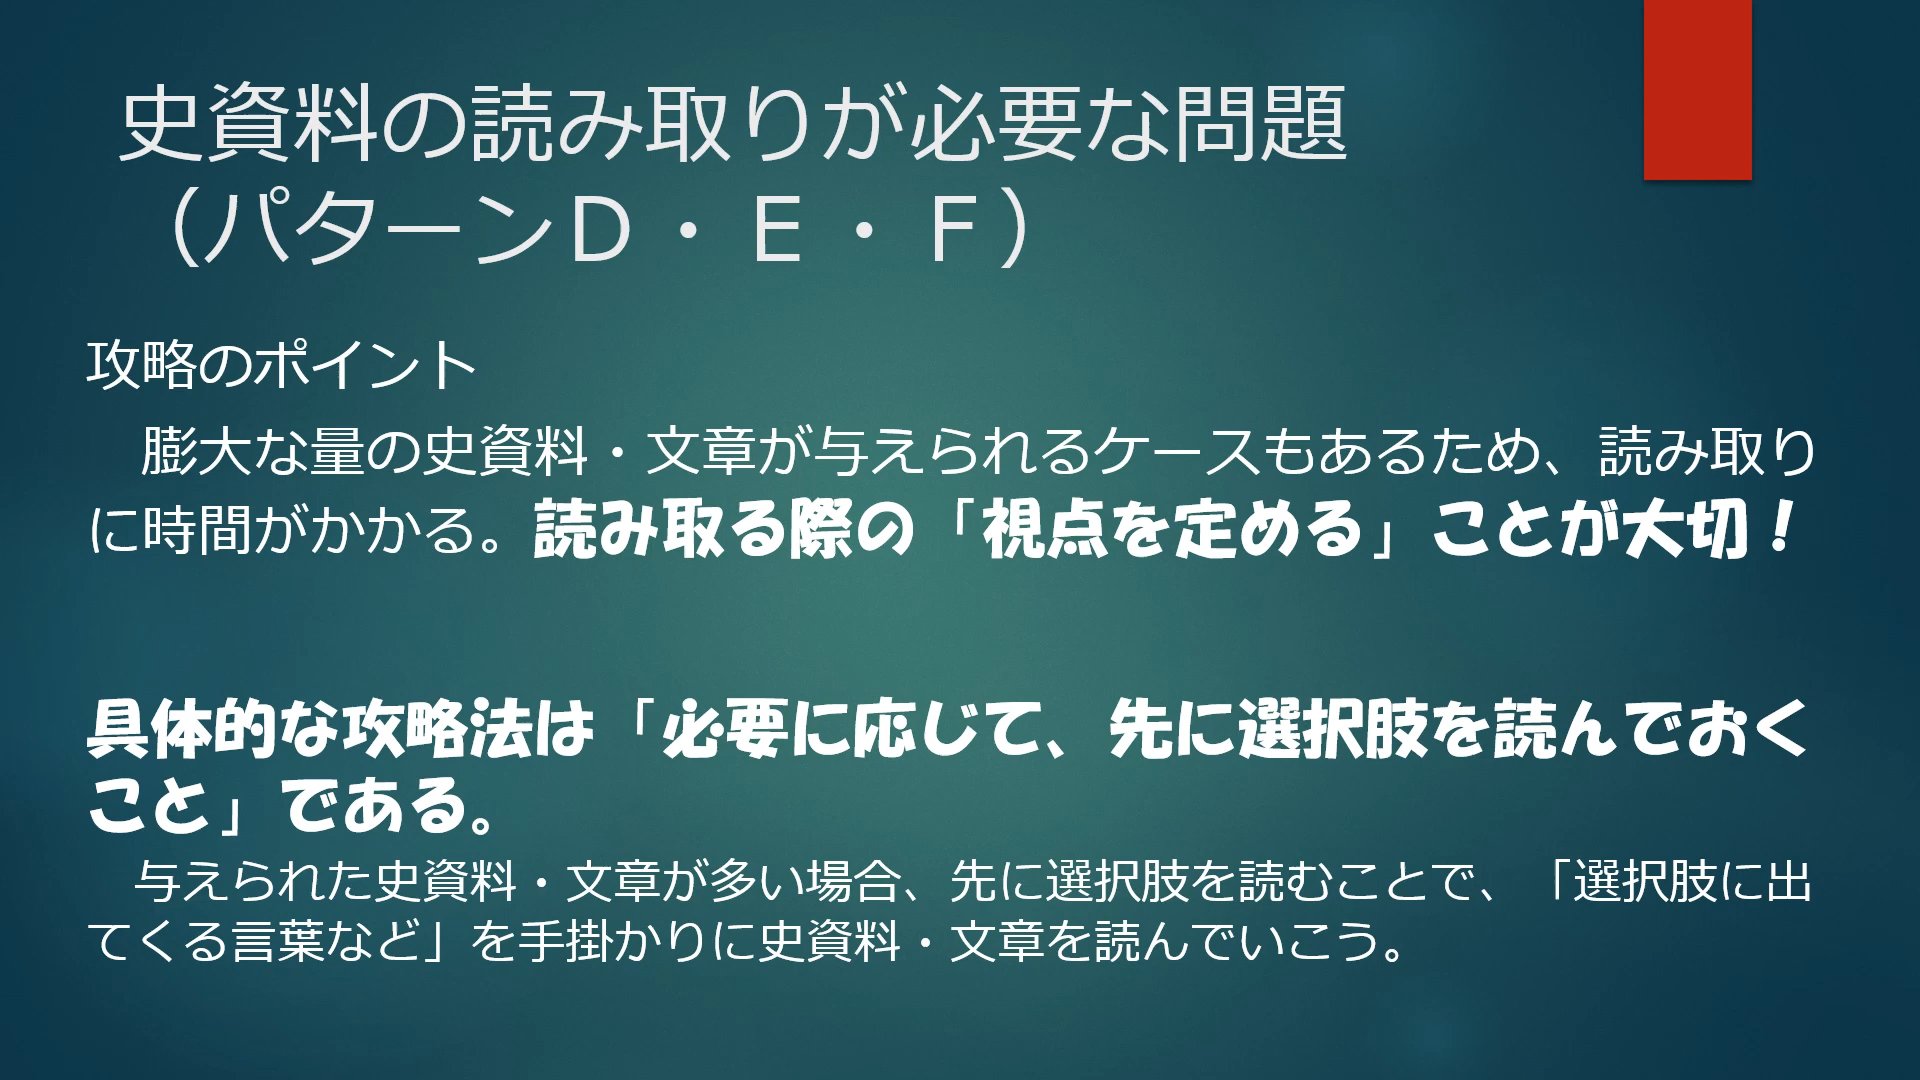 史資料の読み取りが必要な問題
（パターンＤ・Ｅ・Ｆ）
攻略のポイント
　膨大な量の史資料・文章が与えられるケースもあるため、読み取り
に時間がかかる。読み取る際の「視点を定める」ことが大切！
具体的な攻略法は「必要に応じて、先に選択肢を読んでおく
こと」である。
　与えられた史資料・文章が多い場合、先に選択肢を読むことで、「選択肢に出
てくる言葉など」を手掛かりに史資料・文章を読んでいこう。